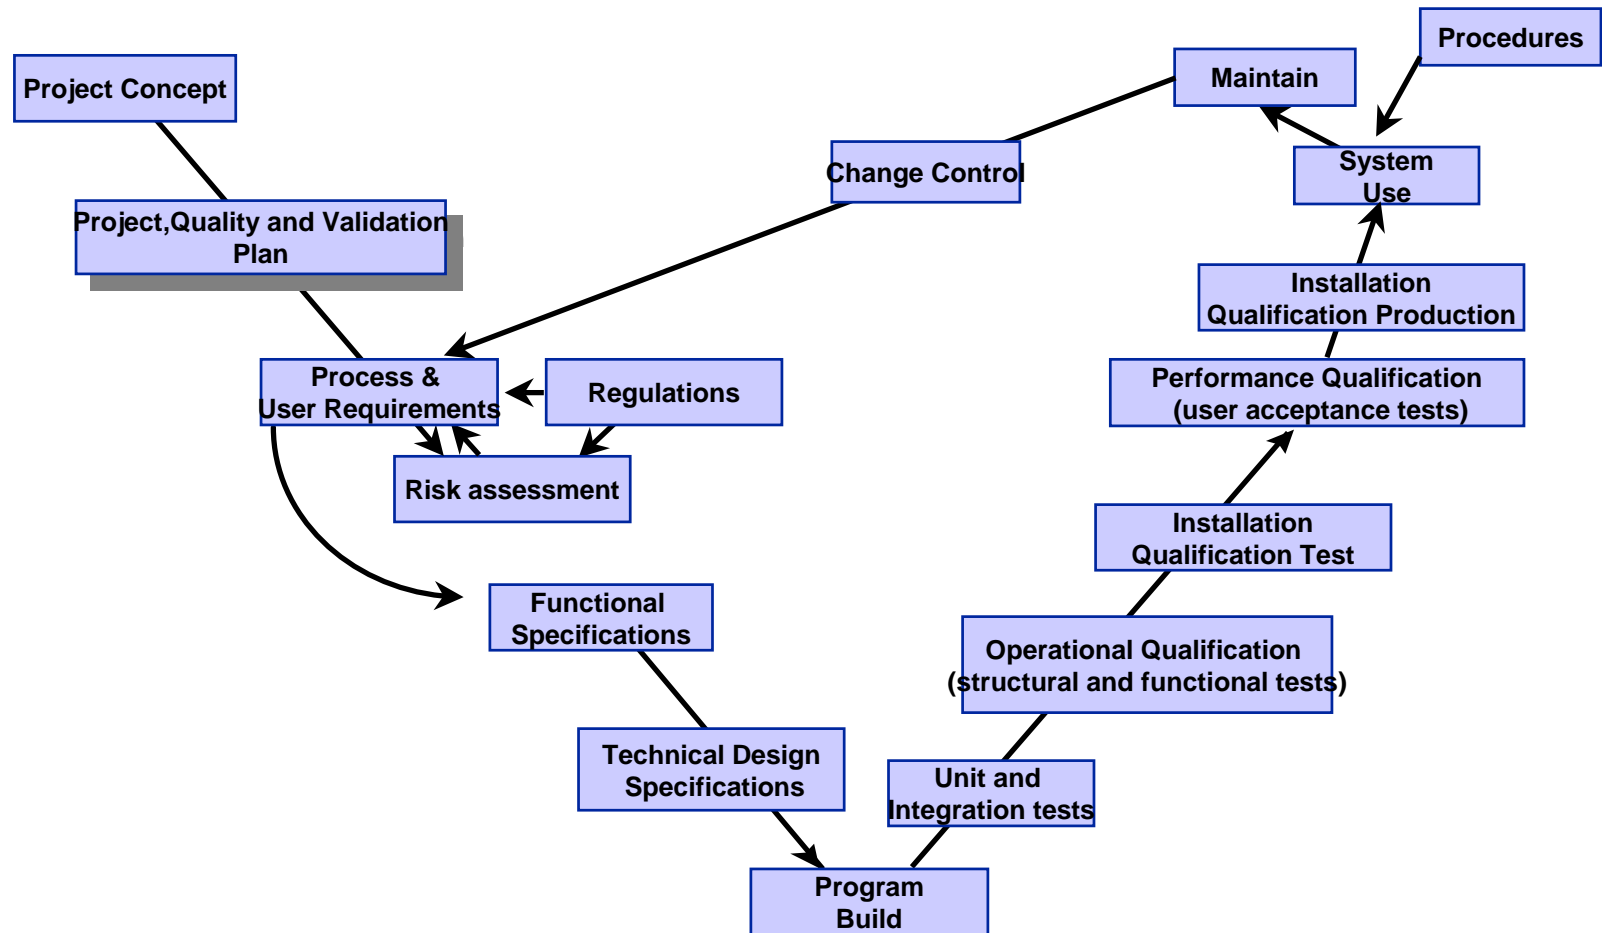 Procedures
Project Concept
Maintain
Change Control
System
Use
Project,Quality and Validation
Plan
Installation
Qualification Production
Process &
User Requirements
Regulations
Performance Qualification
(user acceptance tests)
Risk assessment
Installation
Qualification Test
Functional
Specifications
Operational Qualification
(structural and functional tests)
Technical Design
Specifications
Unit and
Integration tests
Program
Build